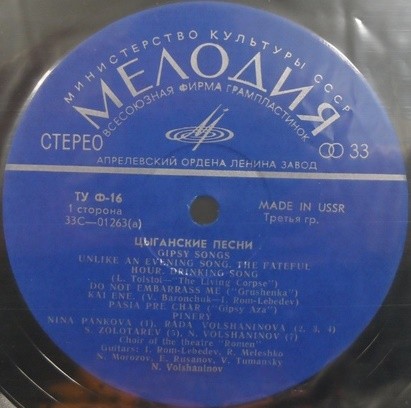 МИНИСТЕРСТВО КУЛЬТУРЫ СССР
МЕЛОДИЯ
ВСЕСОЮЗНАЯ ФИРМА ГРАМПЛАСТИНОК
СТЕРЕО
33
АПРЕЛЕВСКИЙ ОРДЕНА ЛЕНИНА ЗАВОД
ТУ Ф-16
1 сторона
33С—01263(а)
MADE IN USSR
Третья гр.
ЦЫГАНСКИЕ ПЕСНИ
GIPSY SONGS
UNLIKE AN EVENING SONG. THE FATEFUL
HOUR. DRINKING SONG
(L. Tolstoi—"The Living Corpse")
DO NOT EMBARRASS ME ("Grushenka")
KAI ENE. (V. Baronchok—I. Rom-Lebedev)
PASIA PRE CHAR ("Gipsy Aza")
PINERY
NINA PANKOVA (1), RADA VOLSHANINOVA (2, 3, 4)
S. ZOLOTAREV (5), N. VOLSHANINOV (7)
Choir of the theatre "Romen"
Guitars: I. Rom-Lebedev, R. Meleshko
N. Morozov, E. Rusanov, V. Tumansky
N. Volshaninov